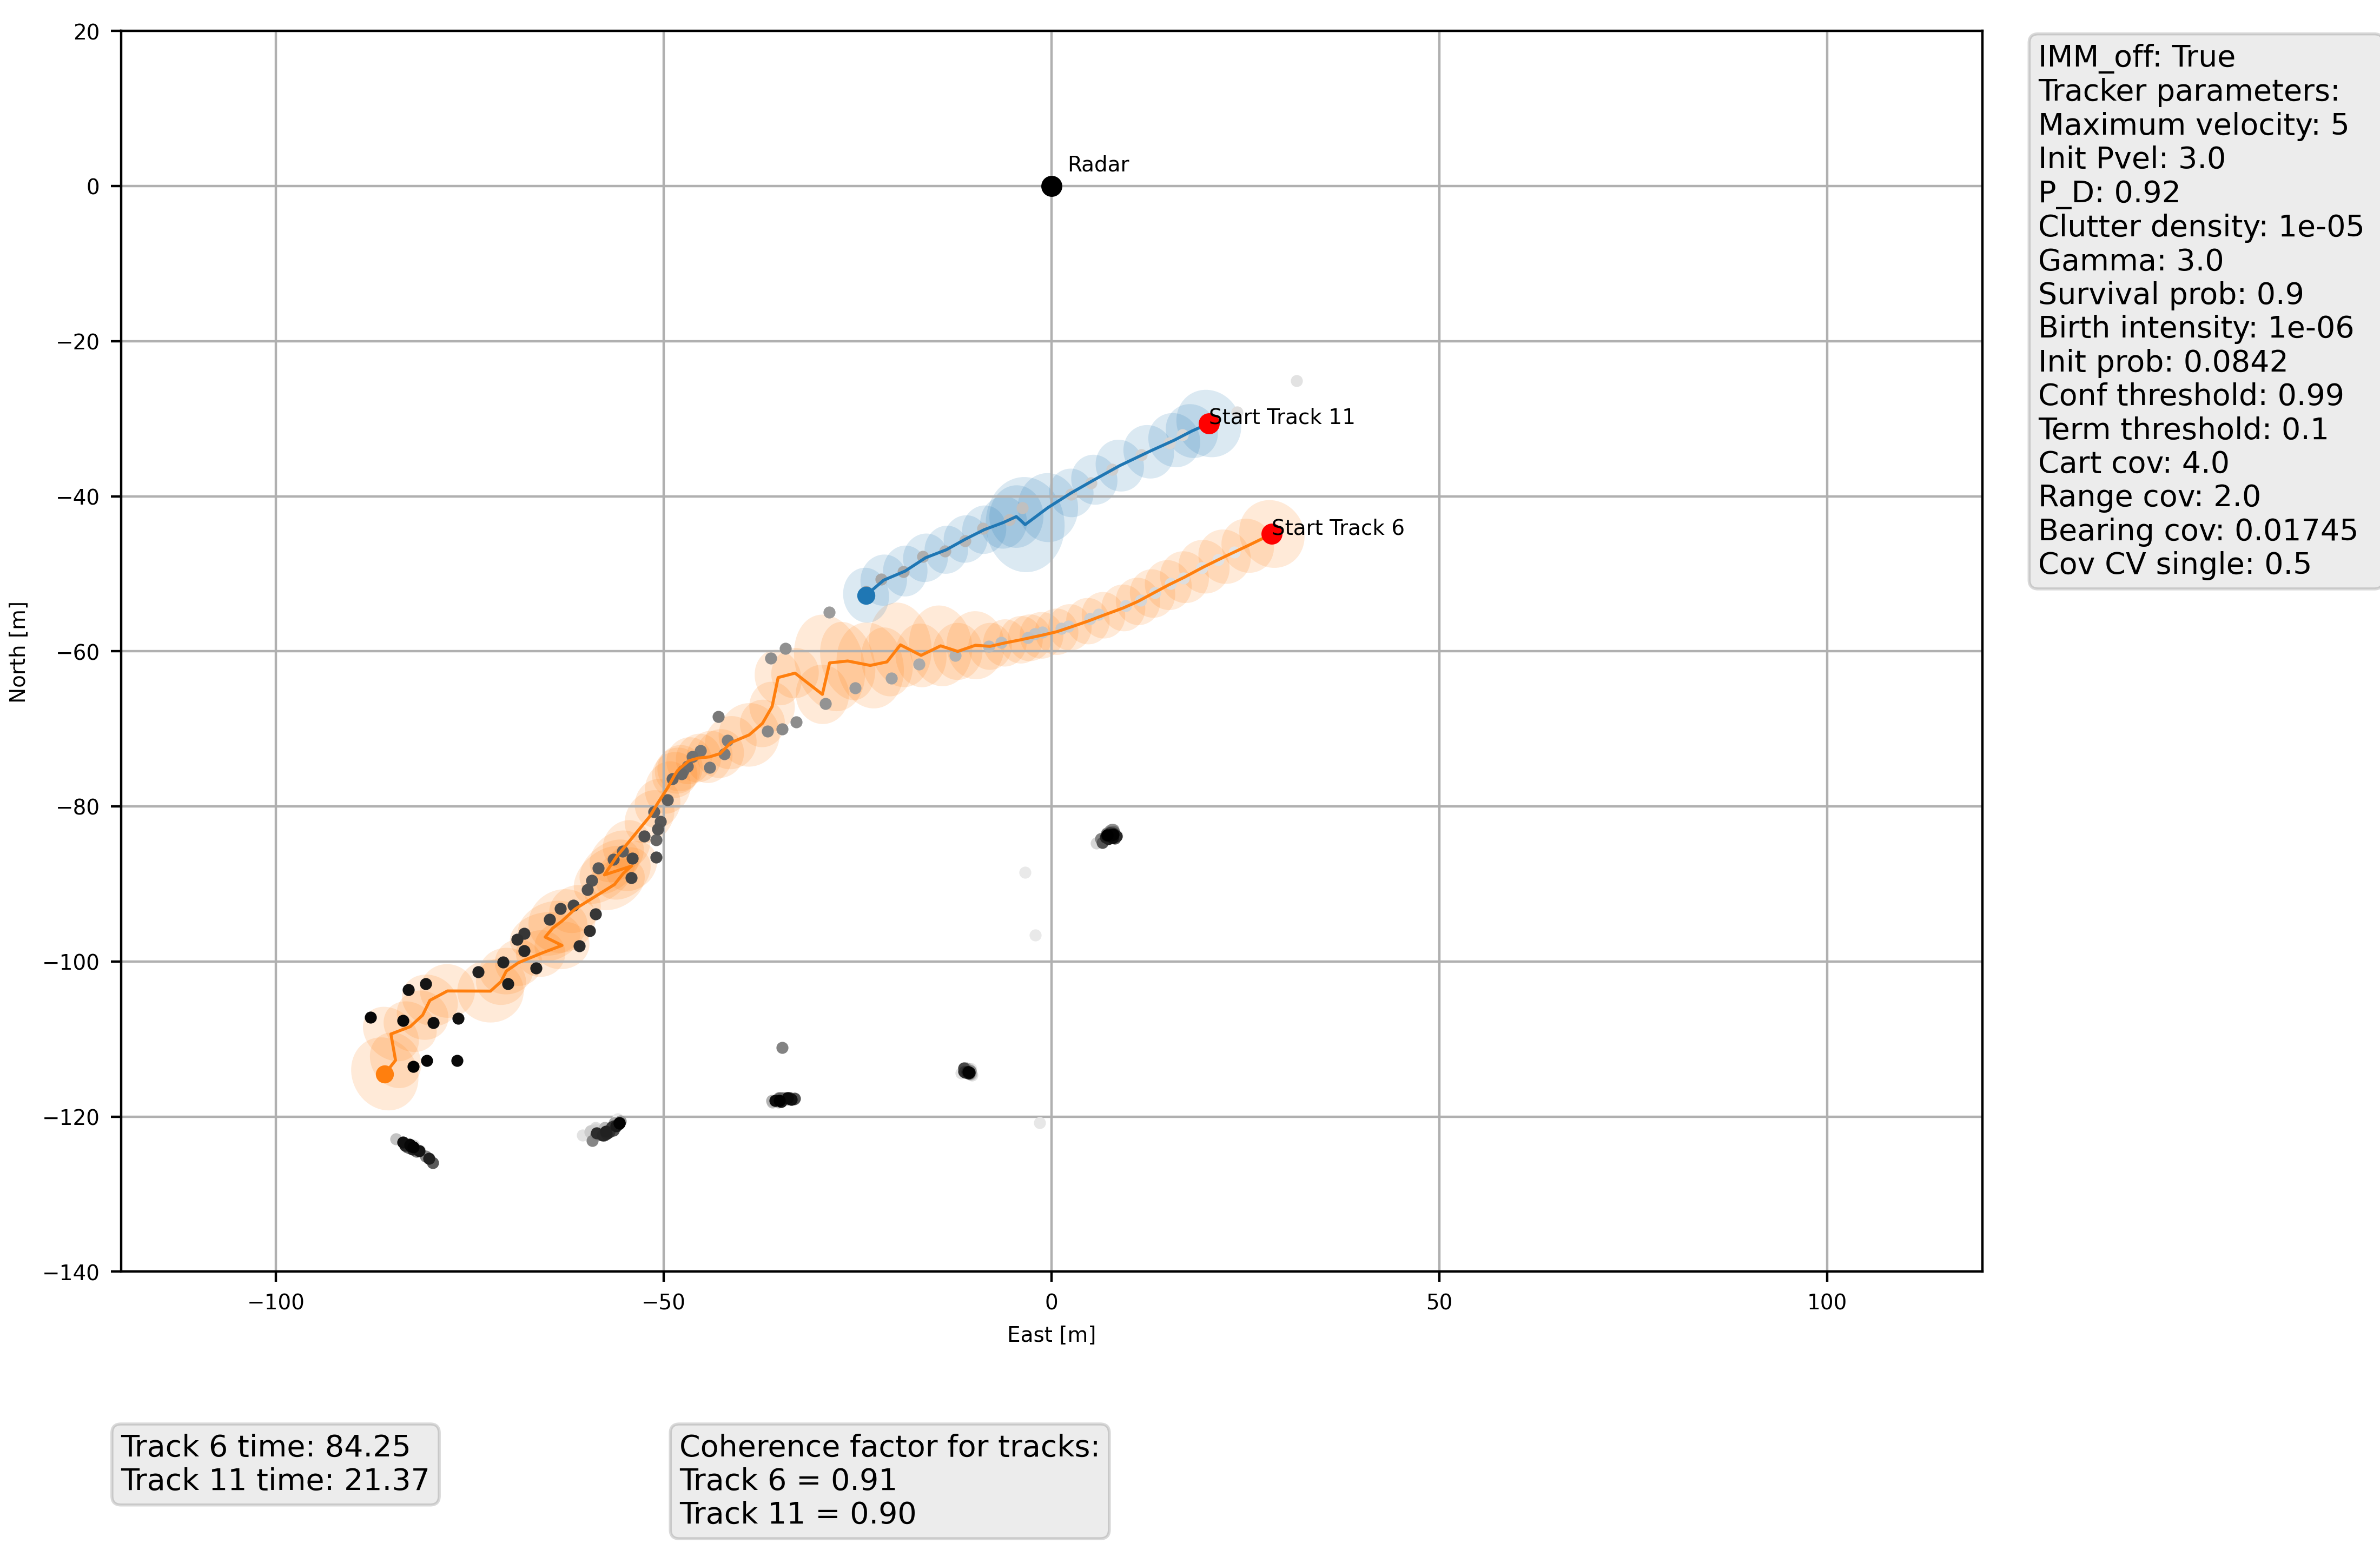 20
0
−20
−40
−60
−80
−100
−120
−140
North [m]
Radar
Start Track 11
Start Track 6
−100
−50
0
50
100
East [m]
IMM_off: True
Tracker parameters:
Maximum velocity: 5
Init Pvel: 3.0
P_D: 0.92
Clutter density: 1e-05
Gamma: 3.0
Survival prob: 0.9
Birth intensity: 1e-06
Init prob: 0.0842
Conf threshold: 0.99
Term threshold: 0.1
Cart cov: 4.0
Range cov: 2.0
Bearing cov: 0.01745
Cov CV single: 0.5
Track 6 time: 84.25
Track 11 time: 21.37
Coherence factor for tracks:
Track 6 = 0.91
Track 11 = 0.90